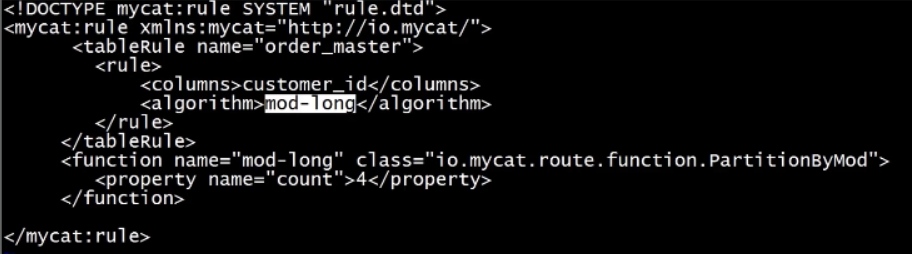 <!DOCTYPE mycat:rule SYSTEM "rule.dtd">
<mycat:rule xmlns:mycat="http://io.mycat/">
<tableRule name="order_master">
<rule>
<columns>customer_id</columns>
<algorithm>mod-long</algorithm>
</rule>
</tableRule>
<function name="mod-long" class="io.mycat.route.function.PartitionByMod">
<property name="count">4</property>
</function>
</mycat:rule>